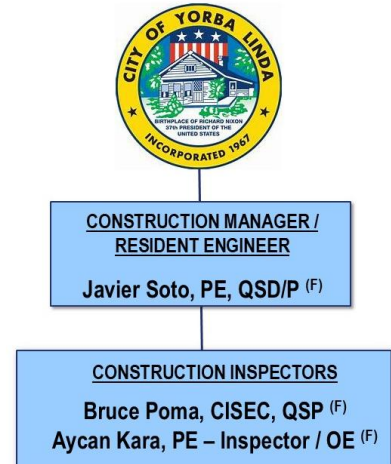 CITY OF YORBA LINDA
BIRTHPLACE OF RICHARD NIXON
37th PRESIDENT OF THE
UNITED STATES
INCORPORATED 1967
CONSTRUCTION MANAGER /
RESIDENT ENGINEER
Javier Soto, PE, QSD/P (F)
CONSTRUCTION INSPECTORS
Bruce Poma, CISEC, QSP (F)
Aycan Kara, PE – Inspector / OE (F)